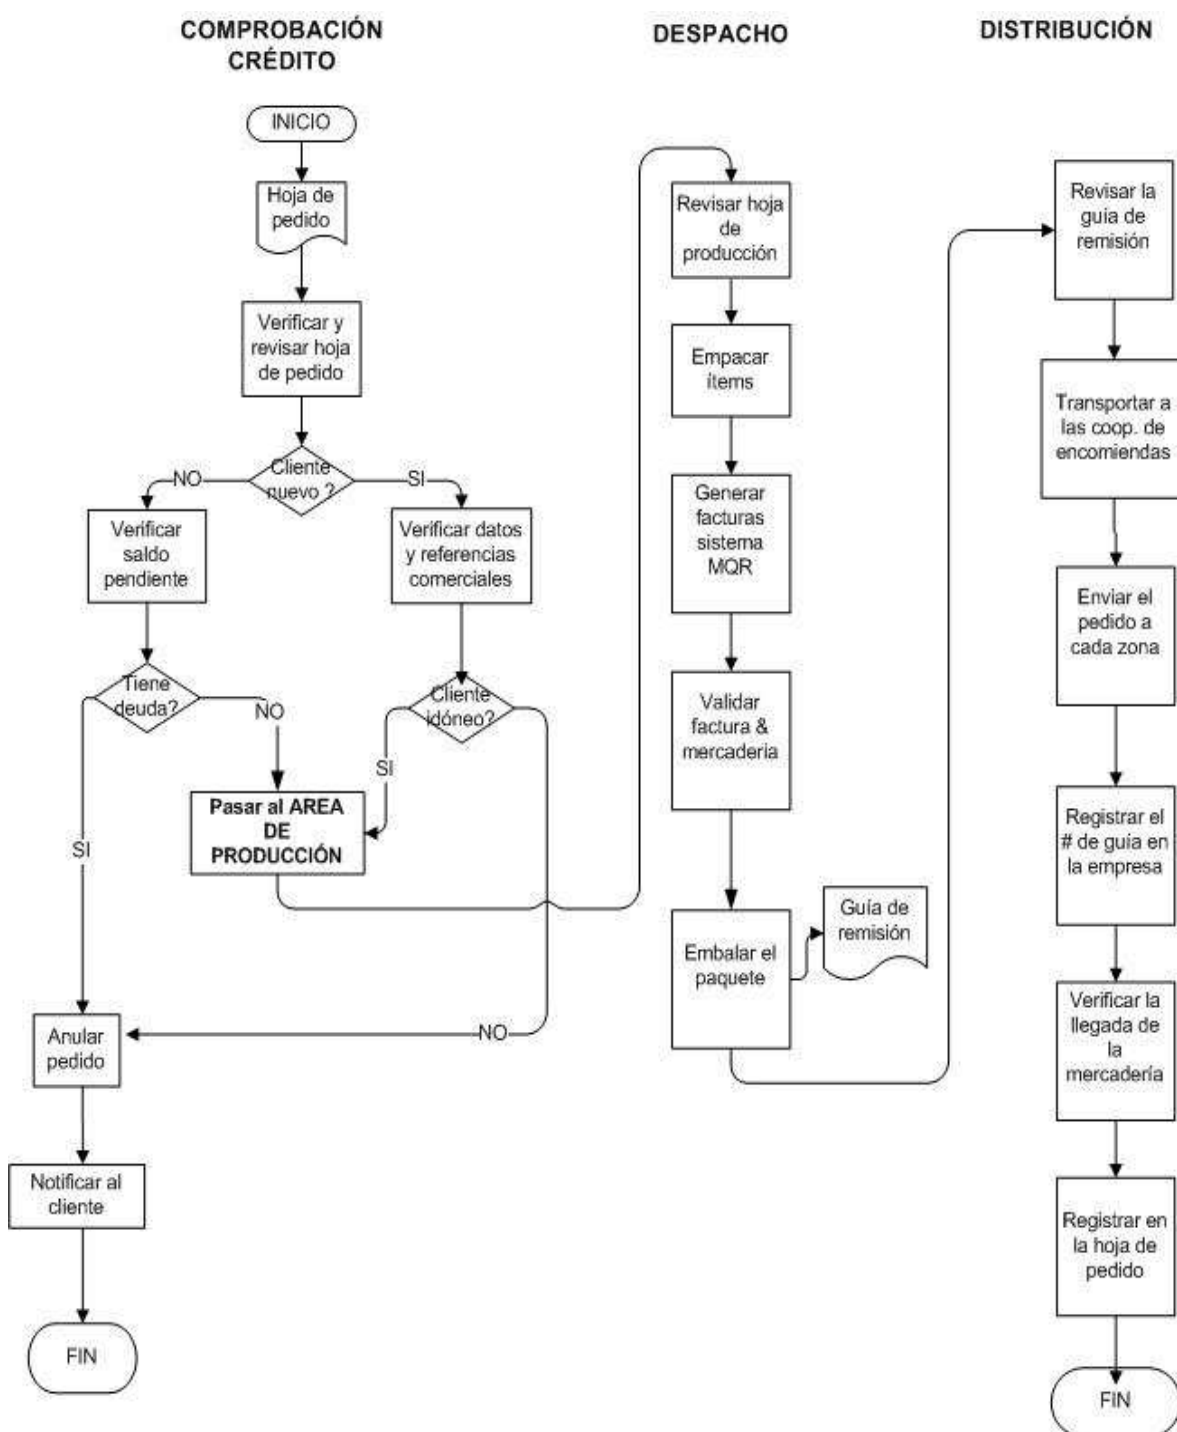 COMPROBACIÓN
CRÉDITO
INICIO
Hoja de
pedido
Verificar y
revisar hoja
de pedido
Cliente
nuevo ?
NO
SI
Verificar
saldo
pendiente
Verificar datos
y referencias
comerciales
Tiene
deuda?
NO
Cliente
idóneo?
SI
SI
Pasar al AREA
DE
PRODUCCIÓN
NO
Anular
pedido
Notificar al
cliente
FIN
DESPACHO
Revisar hoja
de
producción
Empacar
ítems
Generar
facturas
sistema
MQR
Validar
factura &
mercaderia
Embalar el
paquete
Guía de
remisión
DISTRIBUCIÓN
Revisar la
guía de
remisión
Transportar a
las coop. de
encomiendas
Enviar el
pedido a
cada zona
Registrar el
# de guía en
la empresa
Verificar la
llegada de
la
mercadería
Registrar en
la hoja de
pedido
FIN